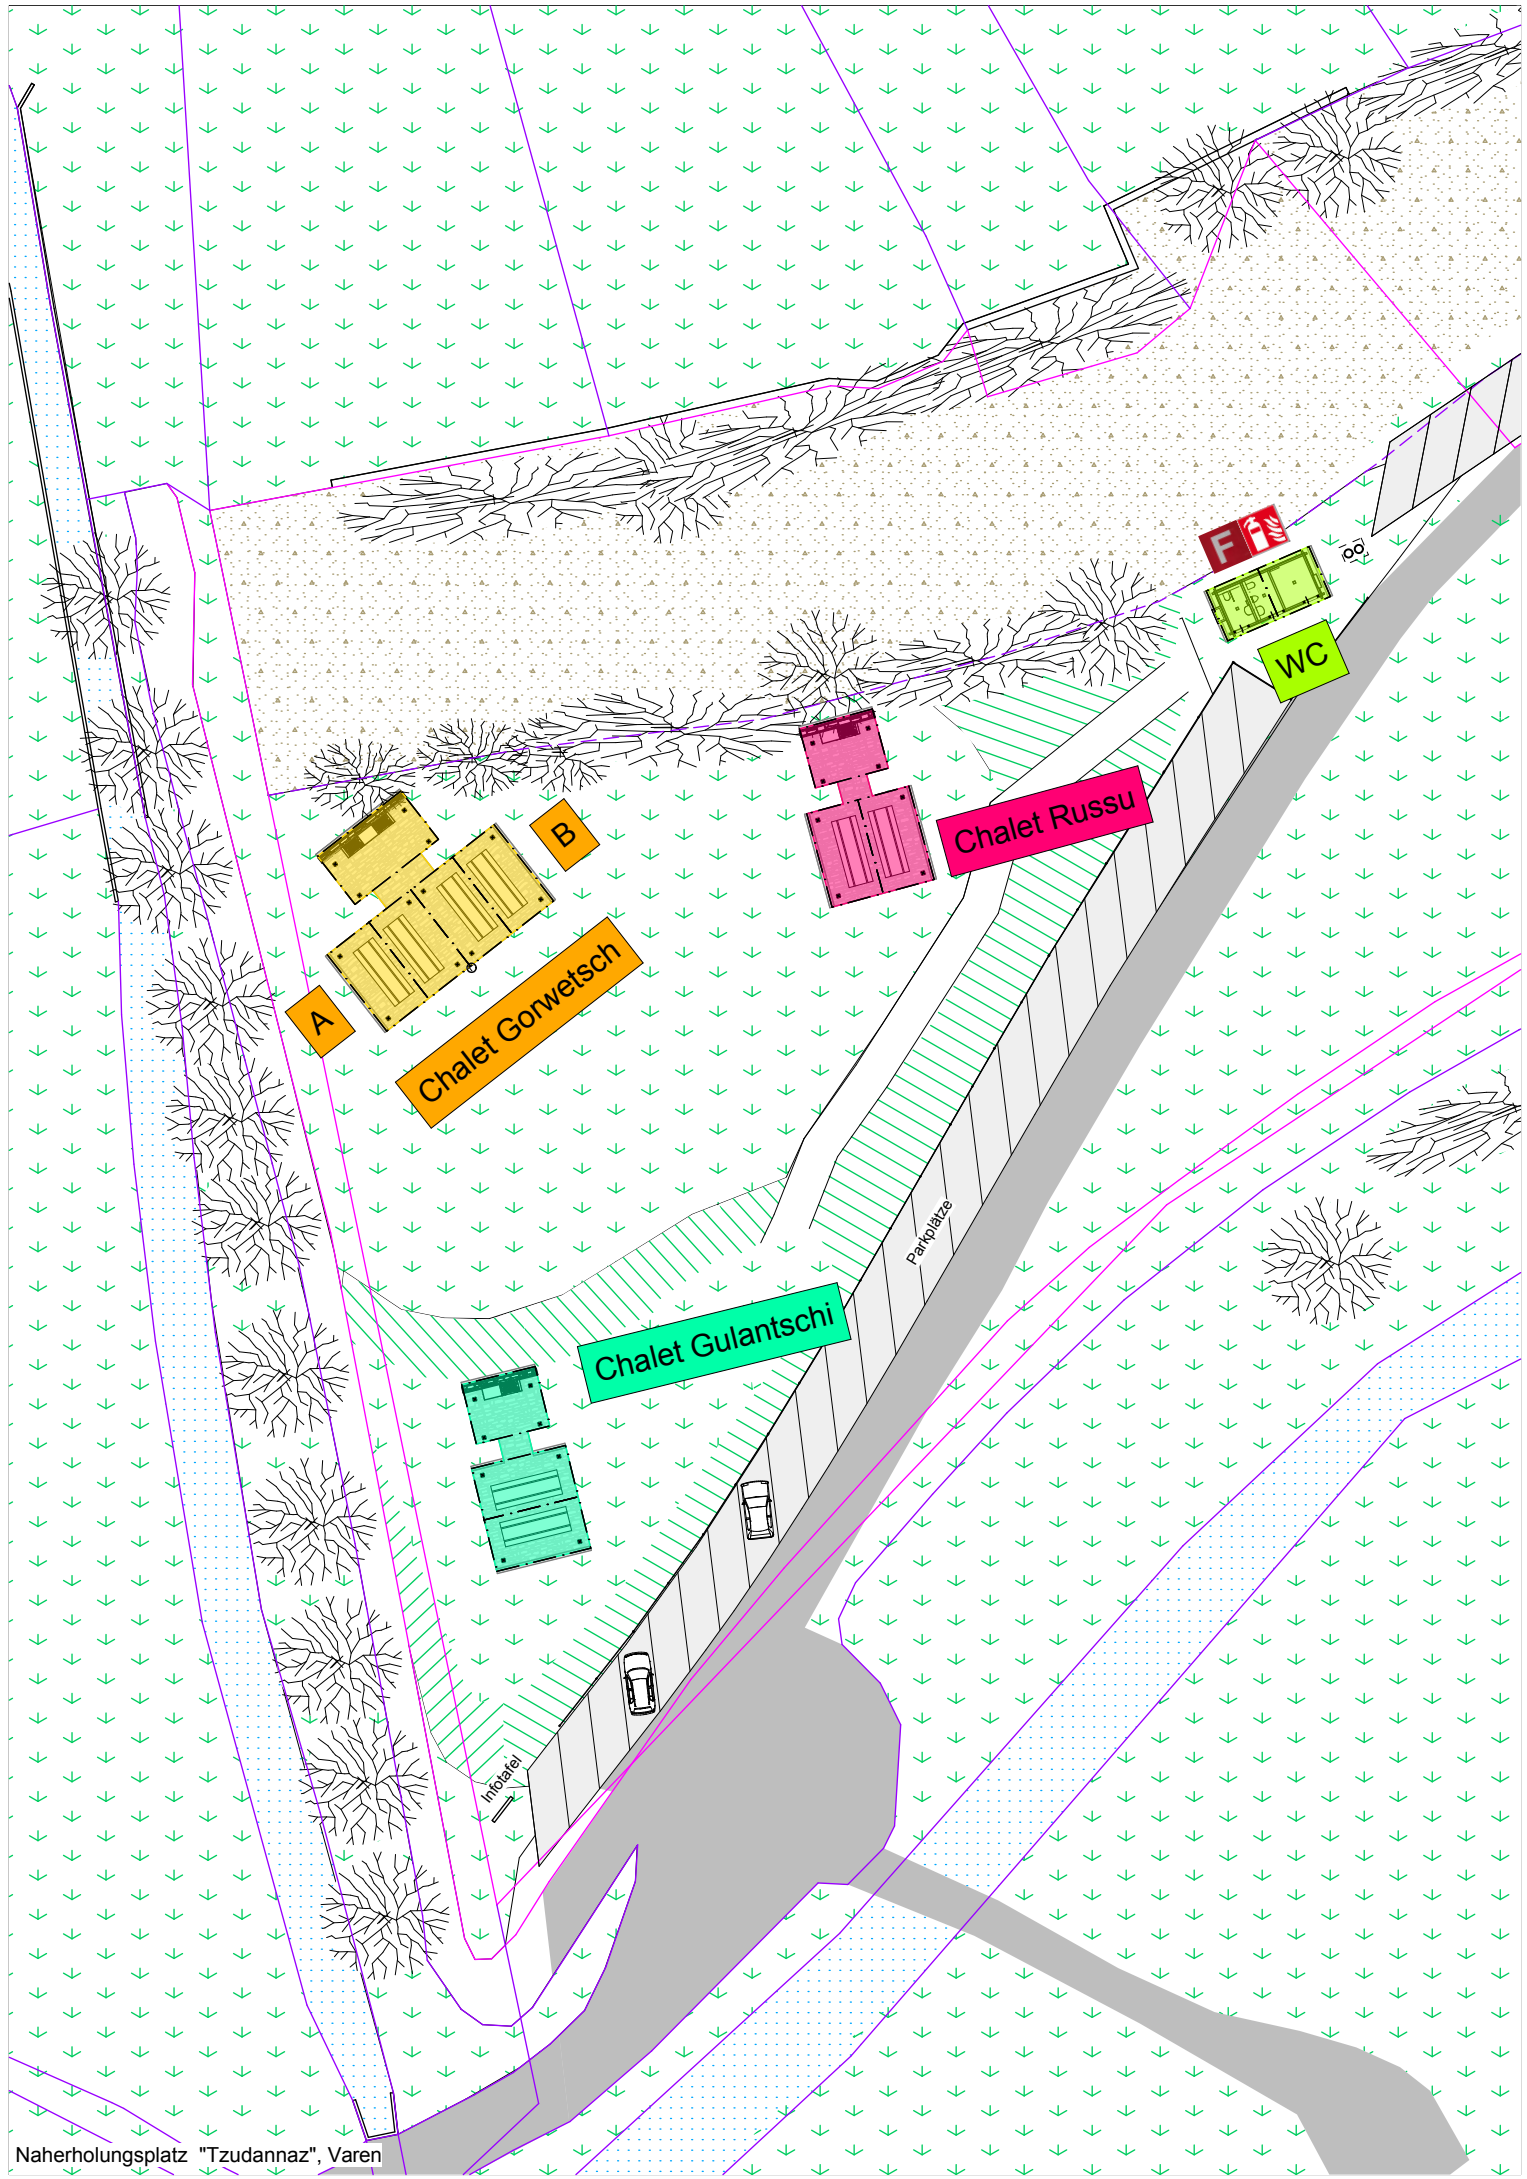 F
WC
Chalet Russu
B
A
Chalet Gorwetsch
Parkplätze
Chalet Gulantschi
Infotafel
Naherholungsplatz "Tzudannaz", Varen